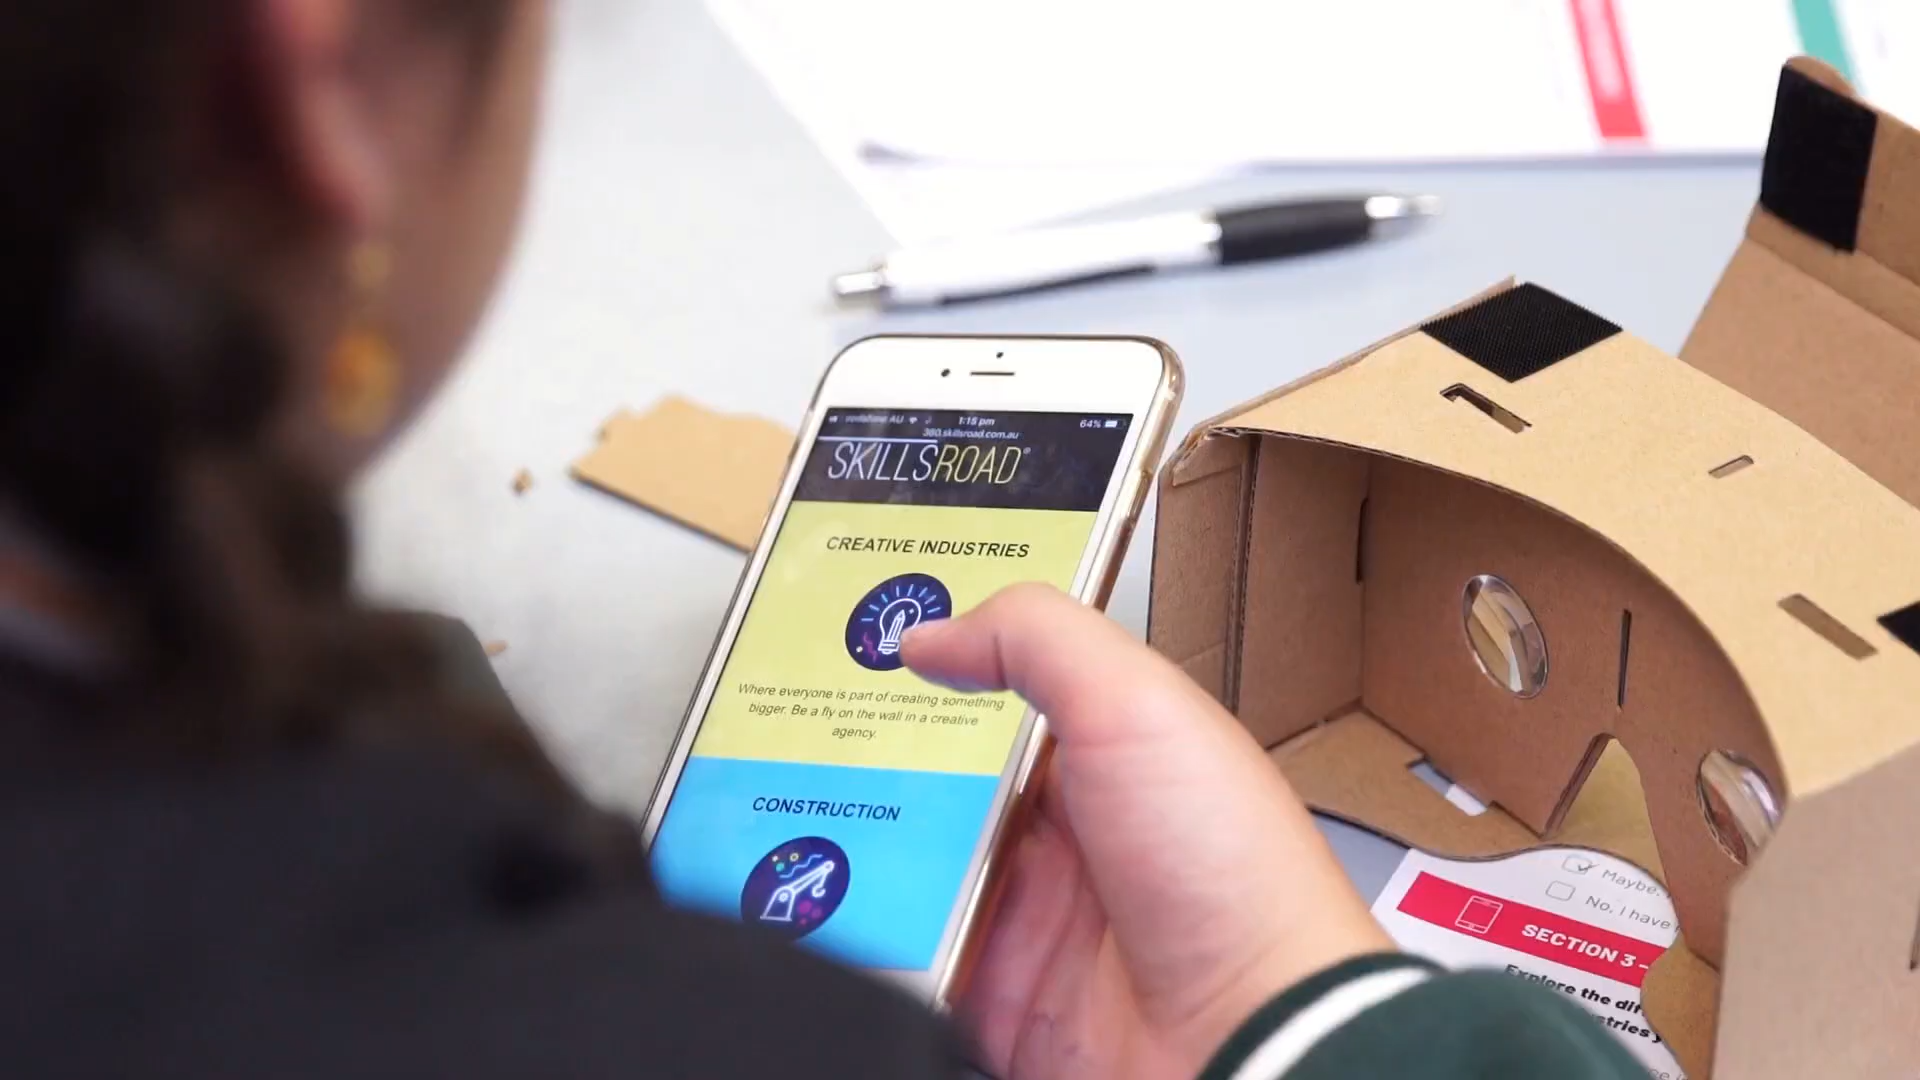 vodafone AU 1:15 pm 64%
360.skillsroad.com.au
SKILLSROAD®
CREATIVE INDUSTRIES
Where everyone is part of creating something
bigger. Be a fly on the wall in a creative
agency.
CONSTRUCTION
Maybe.
No, I have
SECTION 3 -
Explore the